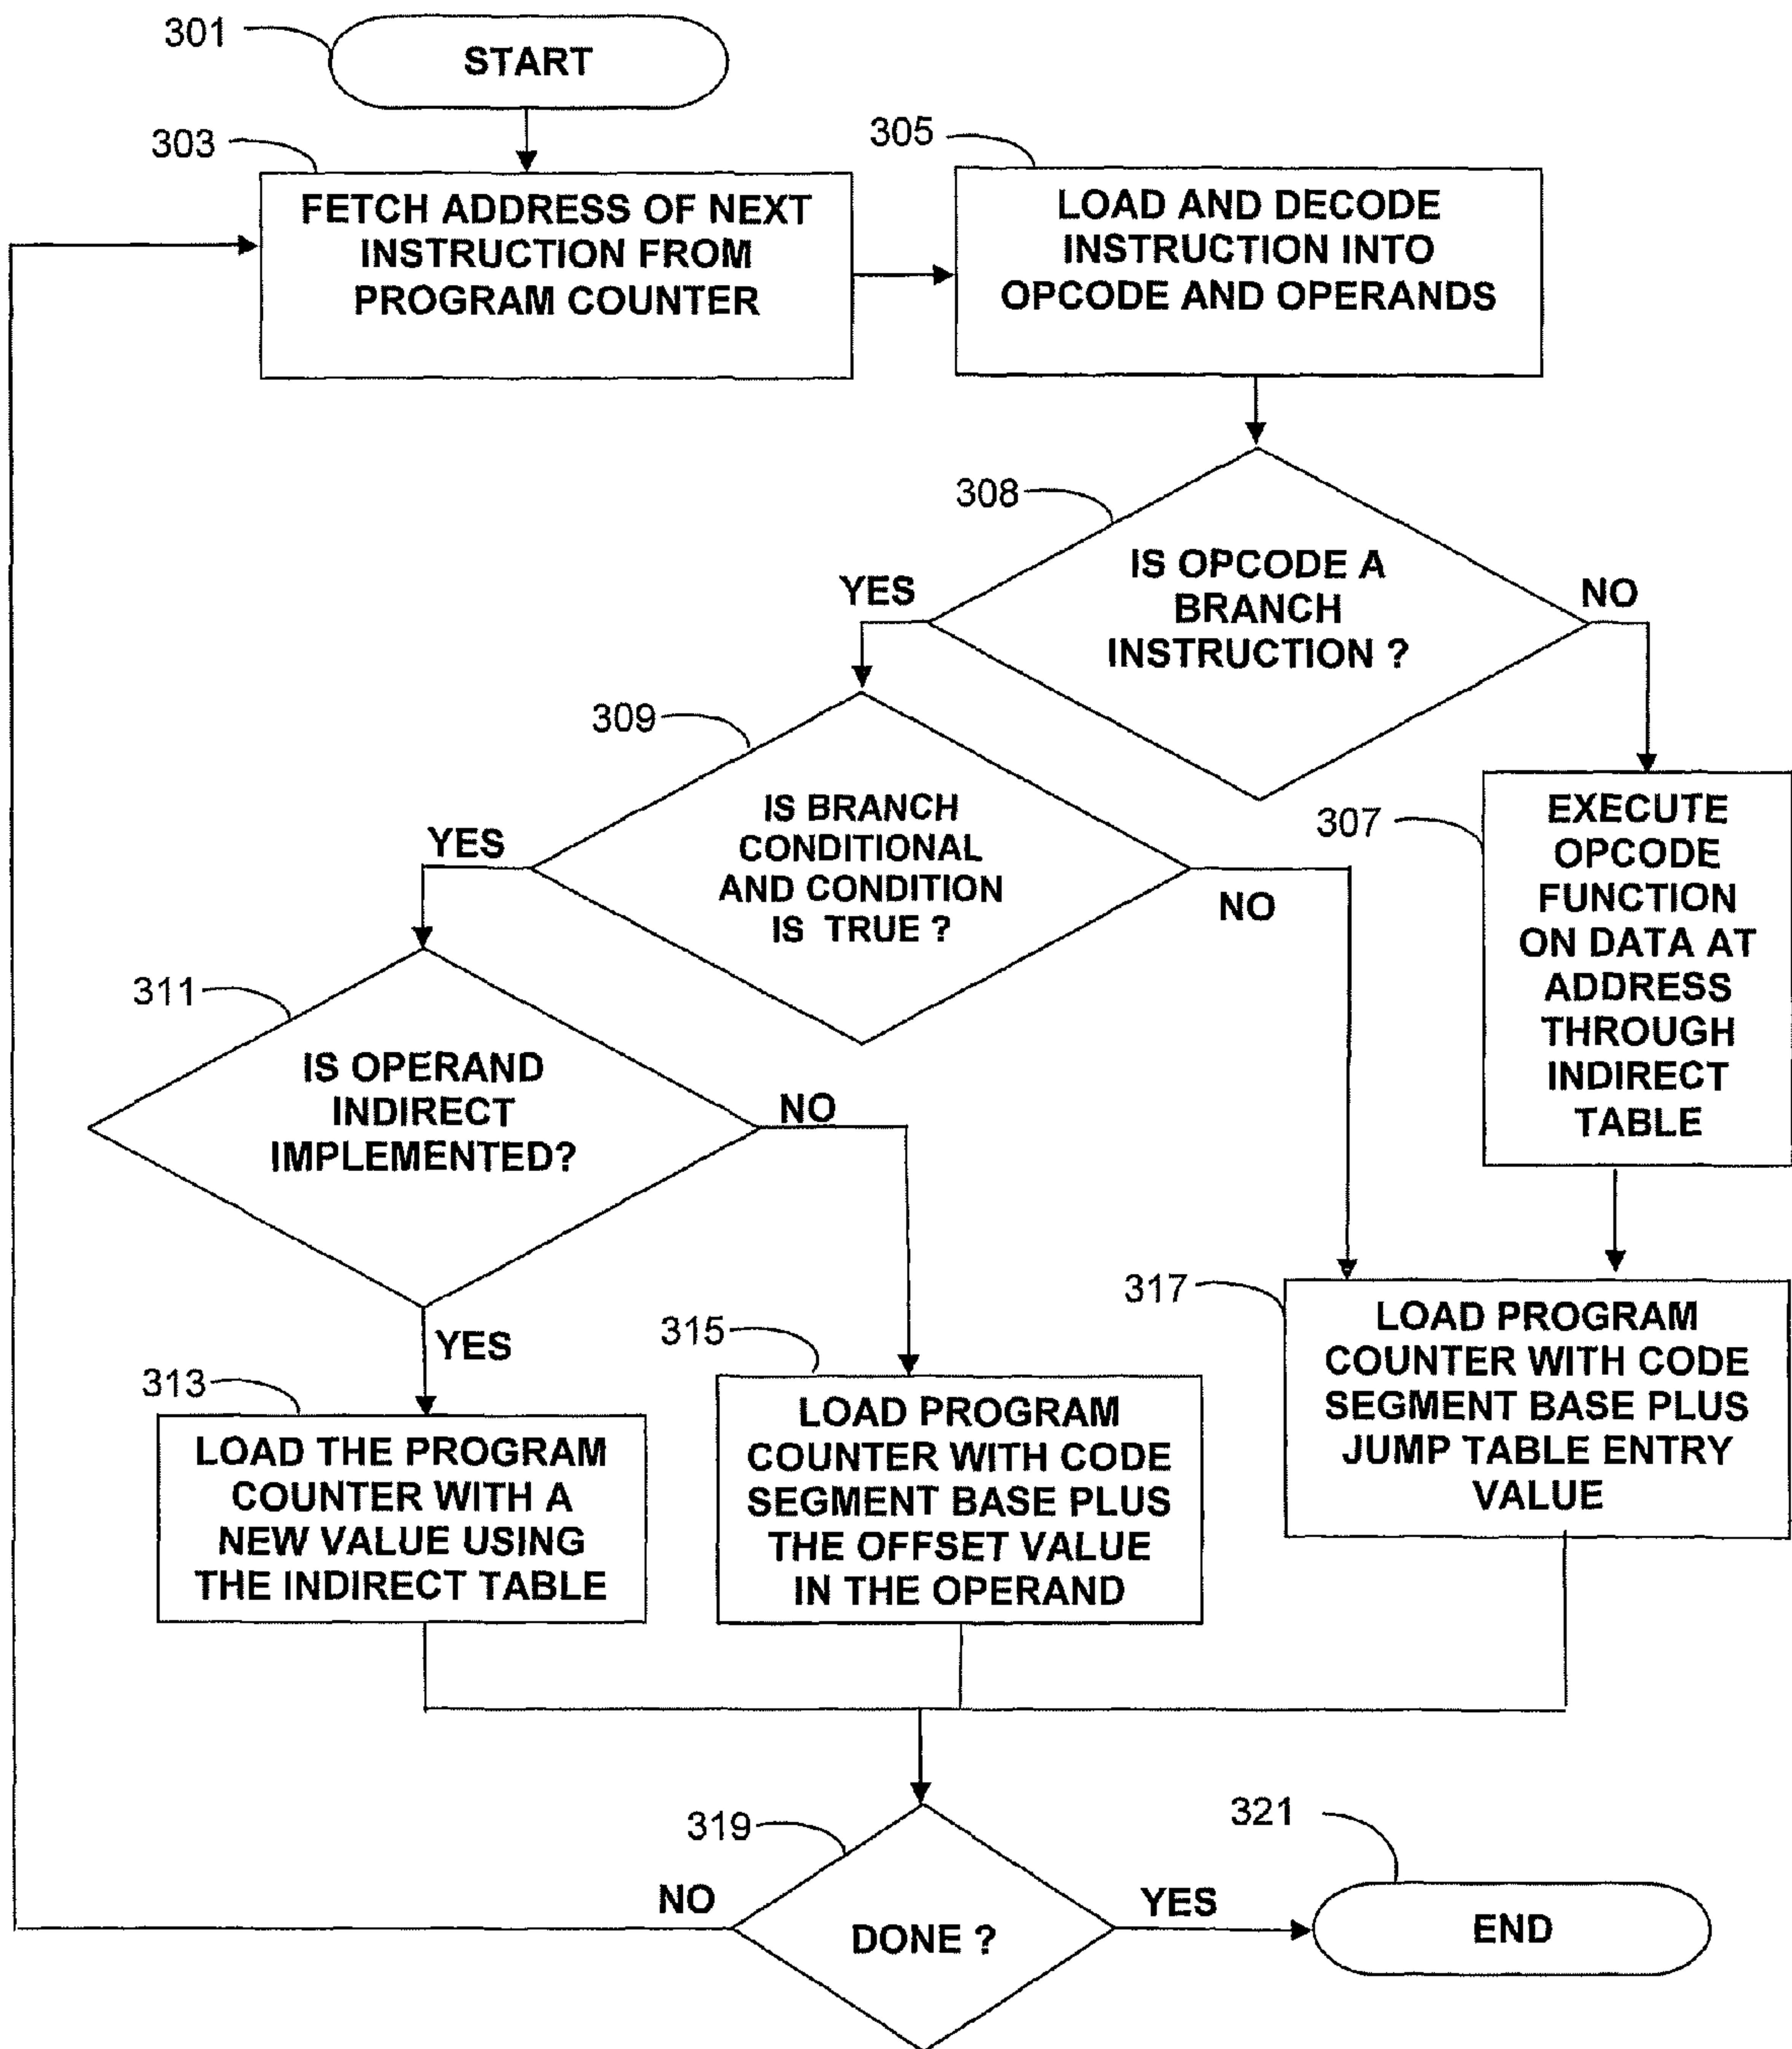 301
START
303
FETCH ADDRESS OF NEXT
INSTRUCTION FROM
PROGRAM COUNTER
305
LOAD AND DECODE
INSTRUCTION INTO
OPCODE AND OPERANDS
308
IS OPCODE A
BRANCH
INSTRUCTION ?
YES
NO
309
IS BRANCH
CONDITIONAL
AND CONDITION
IS TRUE ?
YES
NO
307
EXECUTE
OPCODE
FUNCTION
ON DATA AT
ADDRESS
THROUGH
INDIRECT
TABLE
311
IS OPERAND
INDIRECT
IMPLEMENTED?
NO
YES
313
LOAD THE PROGRAM
COUNTER WITH A
NEW VALUE USING
THE INDIRECT TABLE
315
LOAD PROGRAM
COUNTER WITH CODE
SEGMENT BASE PLUS
THE OFFSET VALUE
IN THE OPERAND
317
LOAD PROGRAM
COUNTER WITH CODE
SEGMENT BASE PLUS
JUMP TABLE ENTRY
VALUE
319
DONE ?
NO
YES
321
END